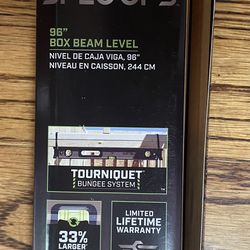 96"
BOX BEAM LEVEL
NIVEL DE CAJA VIGA, 96"
NIVEAU EN CAISSON, 244 CM
TOURNIQUET
BUNGEE SYSTEM
33%
LARGER
LIMITED
LIFETIME
WARRANTY